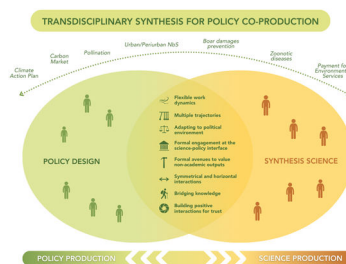 TRANSDISCIPLINARY SYNTHESIS FOR POLICY CO-PRODUCTION
Climate
Action Plan
Carbon
Market
Pollination
Urban/Periurban NbS
Boar damages
prevention
Zoonotic
diseases
Payment for
Environment
Services
POLICY DESIGN
Flexible work
dynamics
Multiple trajectories
Adapting to political
environment
Formal engagement at the
science-policy interface
Formal avenues to value
non-academic outputs
Symmetrical and horizontal
interactions
Bridging knowledge
Building positive
interactions for trust
SYNTHESIS SCIENCE
POLICY PRODUCTION
SCIENCE PRODUCTION